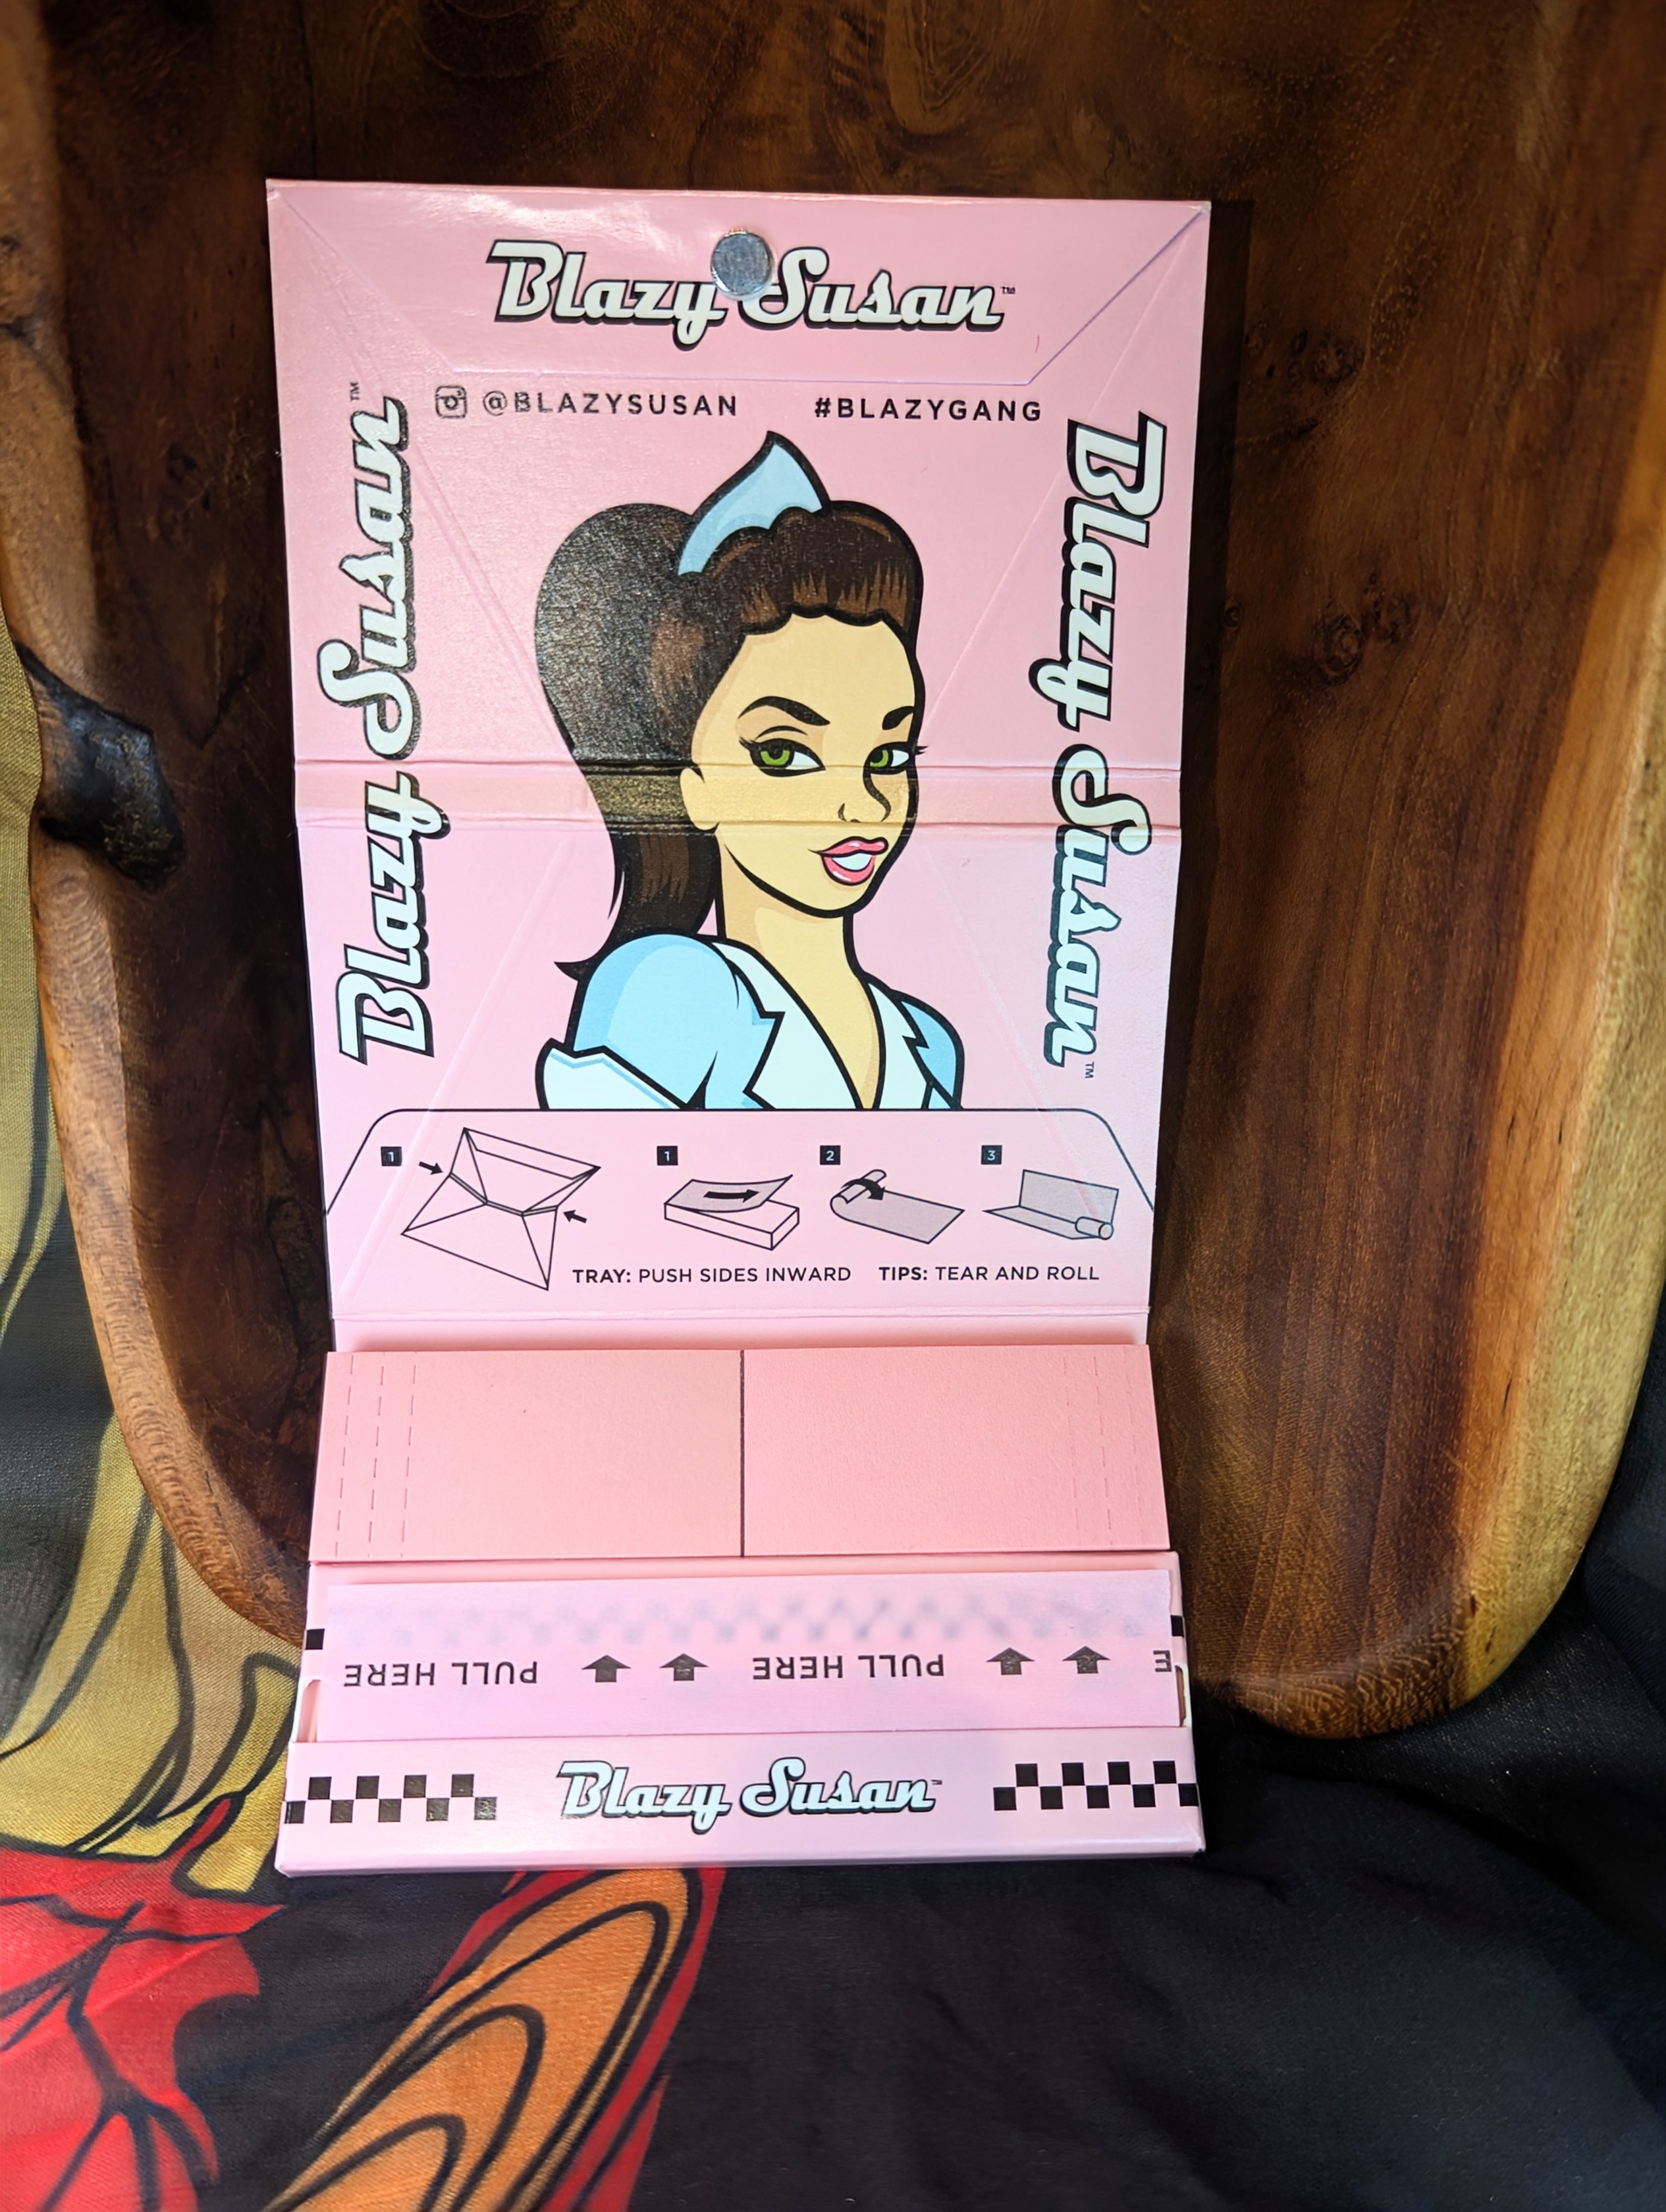 Blazy Susan™
@BLAZYSUSAN #BLAZYGANG
Blazy Susan™
Blazy Susan™
1 1 2 3
TRAY: PUSH SIDES INWARD TIPS: TEAR AND ROLL
PULL HERE PULL HERE E
Blazy Susan™